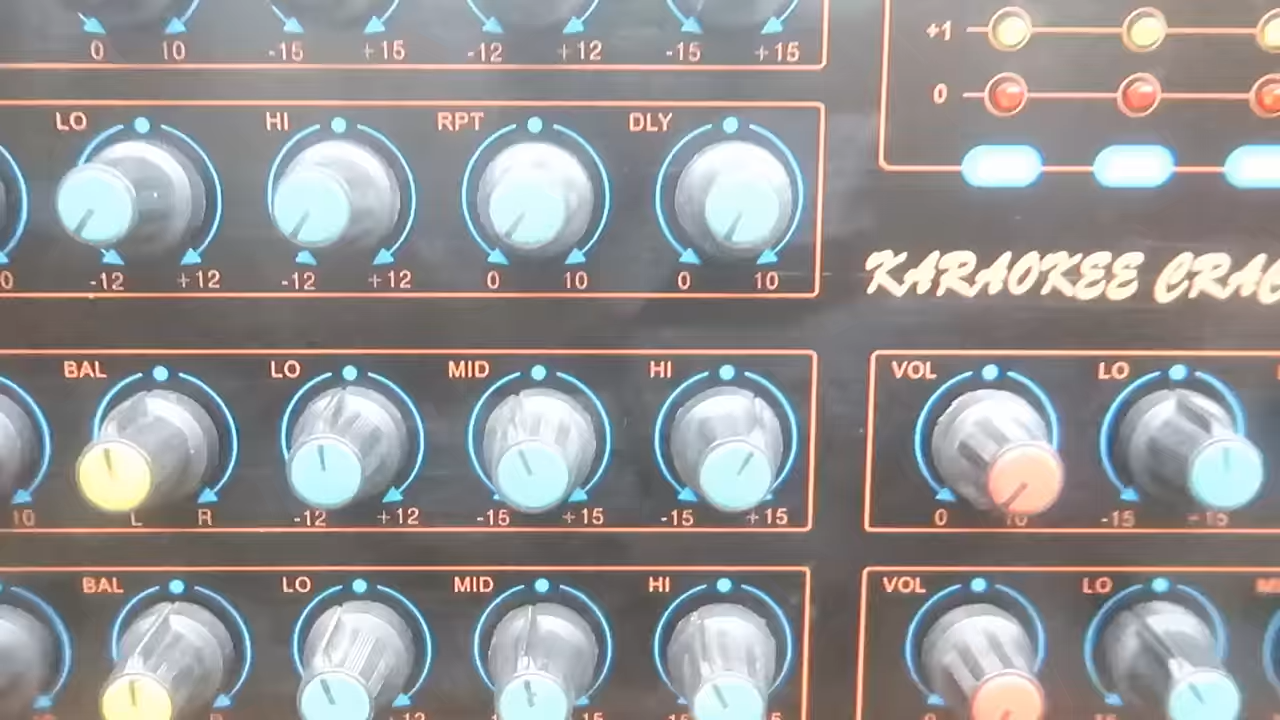 0 10 -15 +15 -12 +12 -15 +15
+1
0
LO HI RPT DLY
0 -12 +12 -12 +12 0 10 0 10
KARAOKEE
BAL LO MID HI
10 L R -12 +12 -15 +15 -15 +15
VOL LO
0 10 -15 +15
BAL LO MID HI
VOL LO